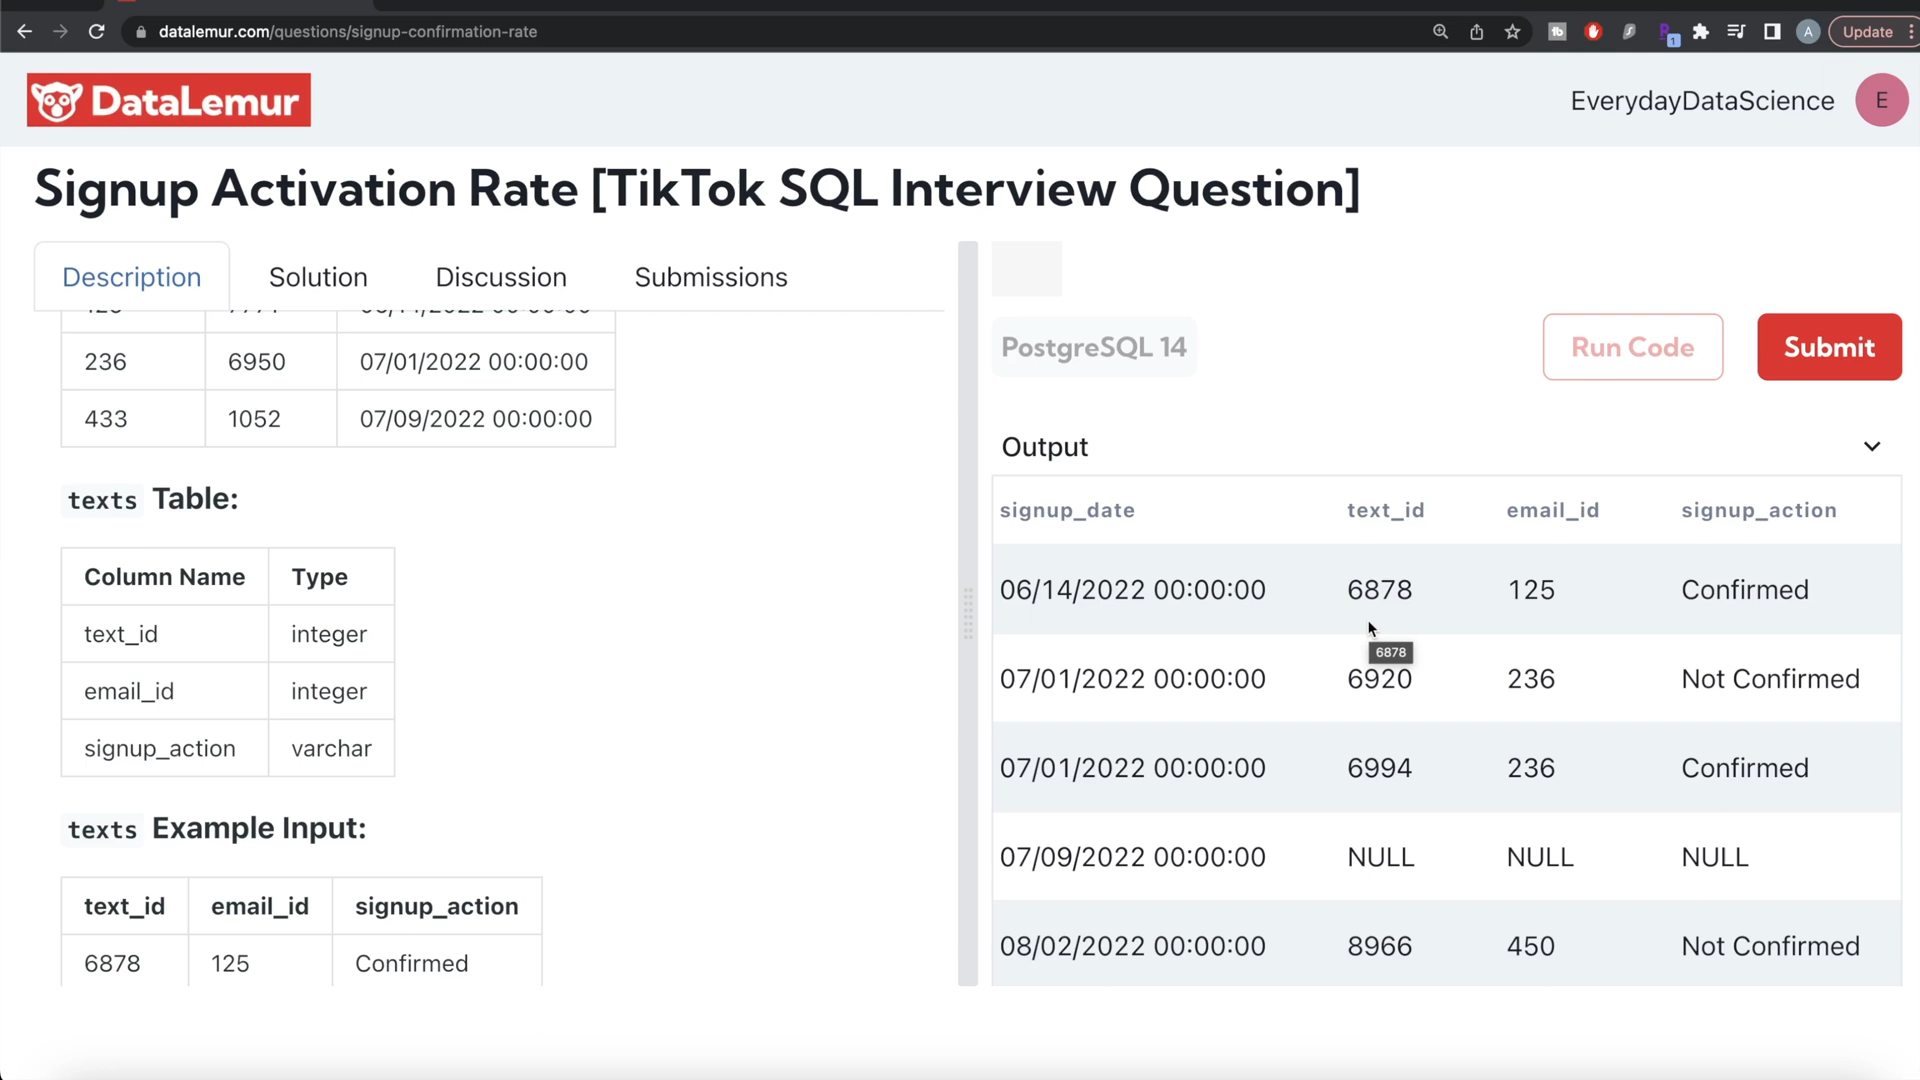 datalemur.com/questions/signup-confirmation-rate
1
A
Update
DataLemur
EverydayDataScience
E
Signup Activation Rate [TikTok SQL Interview Question]
Description
Solution
Discussion
Submissions
236 6950 07/01/2022 00:00:00
433 1052 07/09/2022 00:00:00
texts Table:
Column Name Type
text_id integer
email_id integer
signup_action varchar
texts Example Input:
text_id email_id signup_action
6878 125 Confirmed
PostgreSQL 14
Run Code
Submit
Output
signup_date text_id email_id signup_action
06/14/2022 00:00:00 6878 125 Confirmed
6878
07/01/2022 00:00:00 6920 236 Not Confirmed
07/01/2022 00:00:00 6994 236 Confirmed
07/09/2022 00:00:00 NULL NULL NULL
08/02/2022 00:00:00 8966 450 Not Confirmed